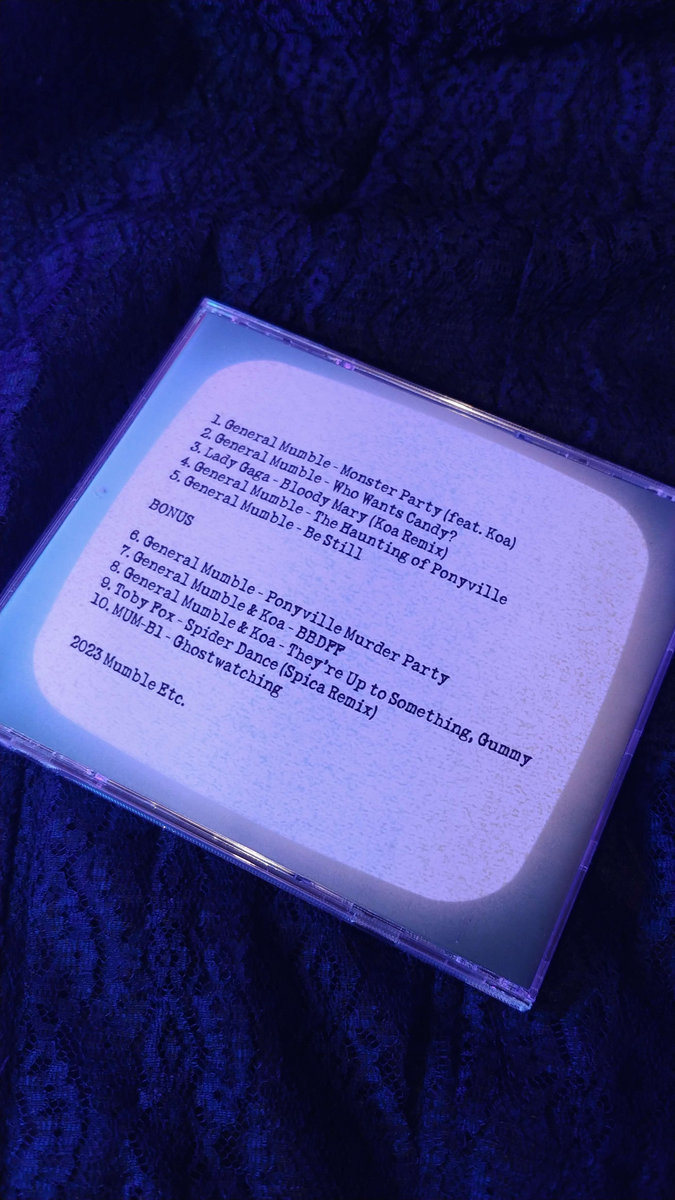 1. General Mumble - Monster Party (feat. Koa)
2. General Mumble - Who Wants Candy?
3. Lady Gaga - Bloody Mary (Koa Remix)
4. General Mumble - The Haunting of Ponyville
5. General Mumble - Be Still
BONUS
6. General Mumble - Ponyville Murder Party
7. General Mumble & Koa - BBDFF
8. General Mumble & Koa - They're Up to Something, Gummy
9. Toby Fox - Spider Dance (Spica Remix)
10. MUM-B1 - Ghostwatching
2023 Mumble Etc.